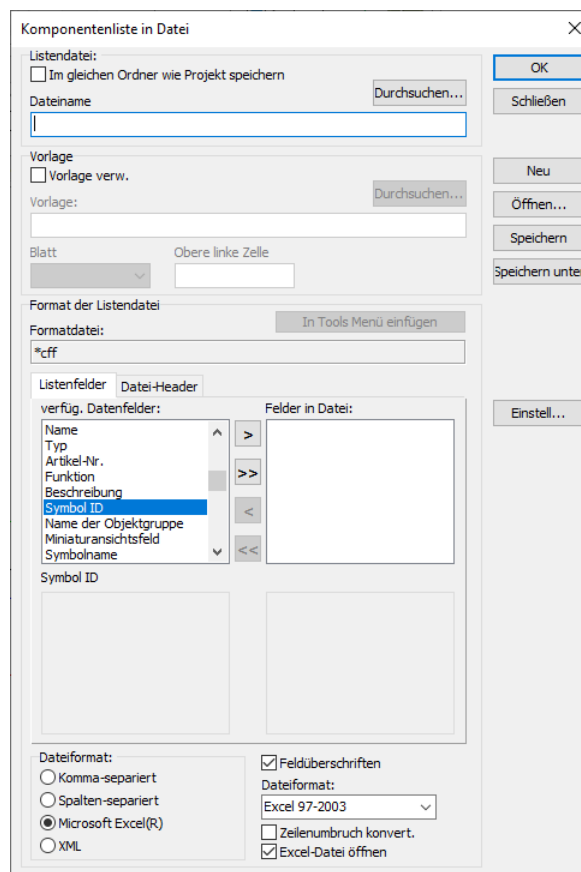 Komponentenliste in Datei
Listendatei:
Im gleichen Ordner wie Projekt speichern
Durchsuchen...
Dateiname
OK
Schließen
Vorlage
Vorlage verw.
Durchsuchen...
Vorlage:
Blatt
Obere linke Zelle
Neu
Öffnen...
Speichern
Speichern unte
Format der Listendatei
In Tools Menü einfügen
Formatdatei:
*cff
Listenfelder
Datei-Header
verfüg. Datenfelder:
Felder in Datei:
Einstell...
Name
Typ
Artikel-Nr.
Funktion
Beschreibung
Symbol ID
Name der Objektgruppe
Miniaturansichtsfeld
Symbolname
>
>>
<
<<
Symbol ID
Dateiformat:
Komma-separiert
Spalten-separiert
Microsoft Excel(R)
XML
Feldüberschriften
Dateiformat:
Excel 97-2003
Zeilenumbruch konvert.
Excel-Datei öffnen